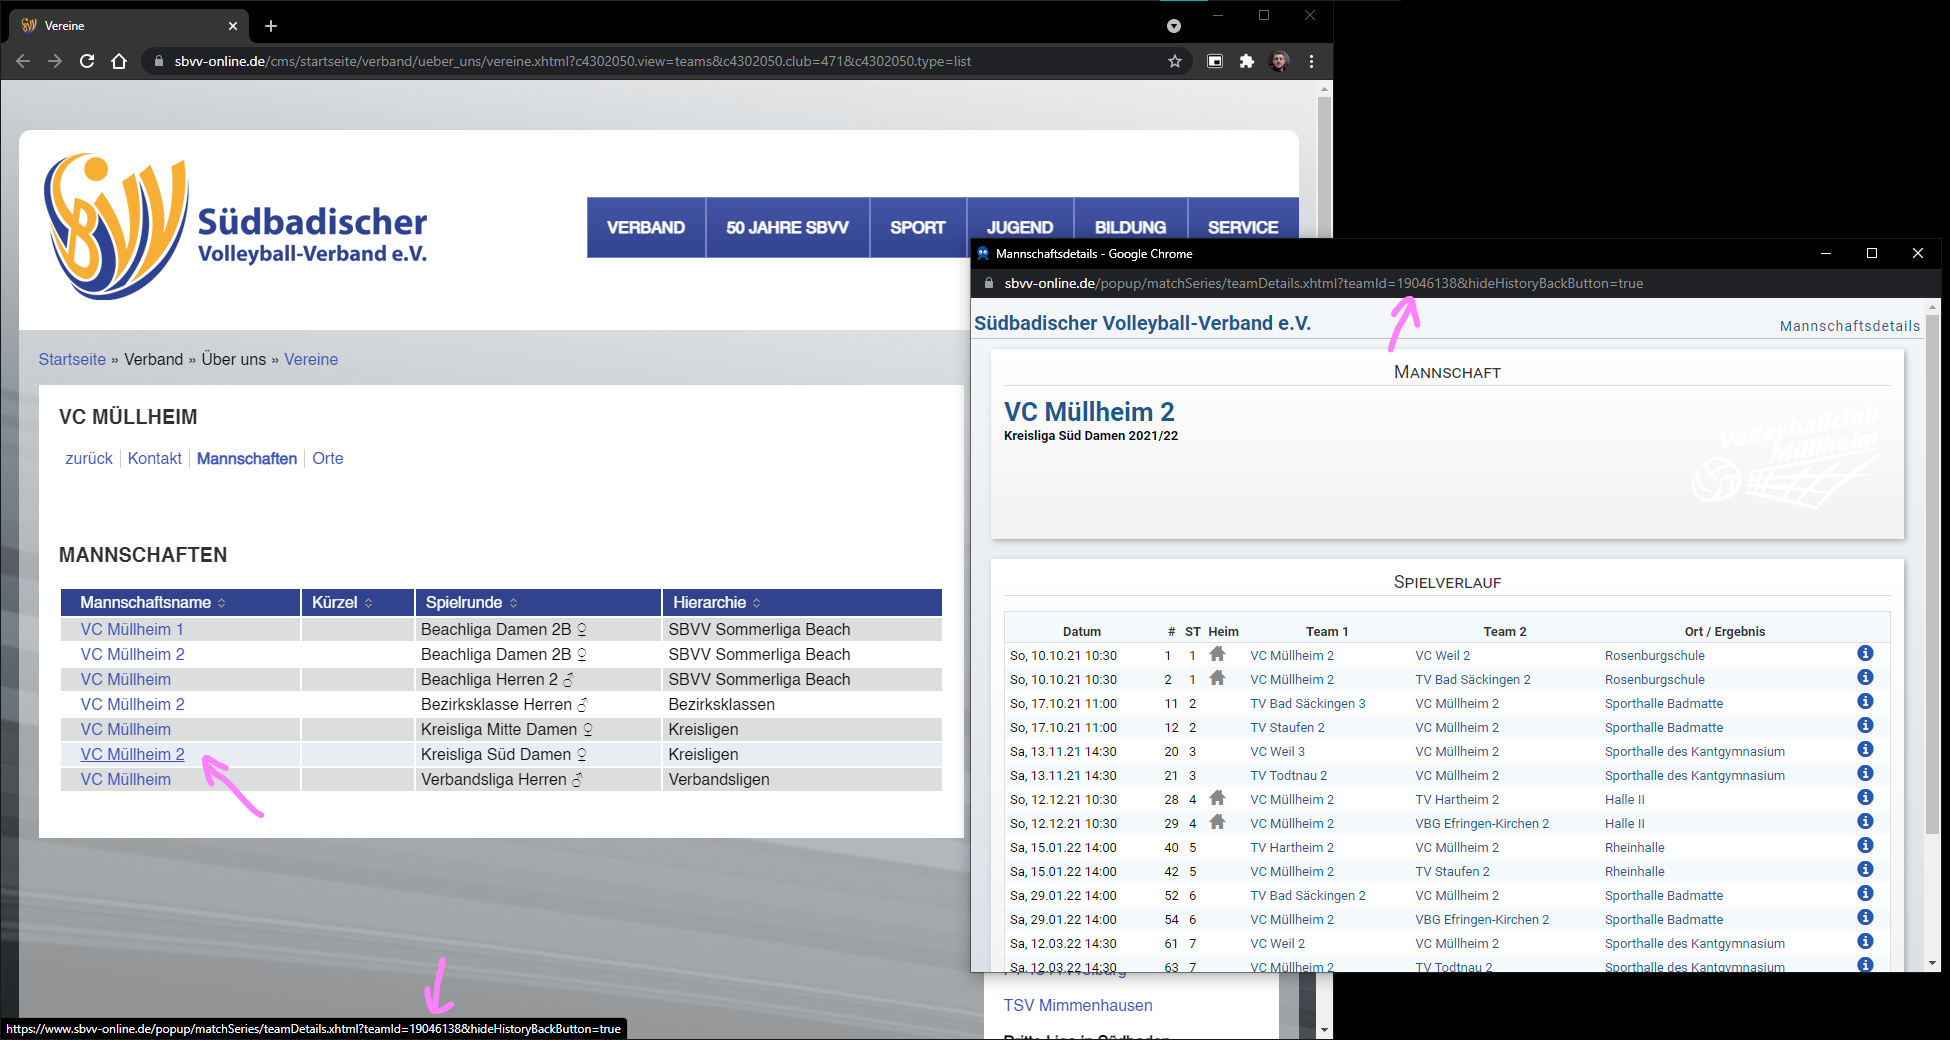 Vereine
sbvv-online.de/cms/startseite/verband/ueber_uns/vereine.xhtml?c4302050.view=teams&c4302050.club=471&c4302050.type=list
SBVV
Südbadischer
Volleyball-Verband e.V.
VERBAND 50 JAHRE SBVV SPORT JUGEND BILDUNG SERVICE
Startseite » Verband » Über uns » Vereine
VC MÜLLHEIM
zurück Kontakt Mannschaften Orte
MANNSCHAFTEN
Mannschaftsname Kürzel Spielrunde Hierarchie
VC Müllheim 1 Beachliga Damen 2B ♀ SBVV Sommerliga Beach
VC Müllheim 2 Beachliga Damen 2B ♀ SBVV Sommerliga Beach
VC Müllheim Beachliga Herren 2 ♂ SBVV Sommerliga Beach
VC Müllheim 2 Bezirksklasse Herren ♂ Bezirksklassen
VC Müllheim Kreisliga Mitte Damen ♀ Kreisligen
VC Müllheim 2 Kreisliga Süd Damen ♀ Kreisligen
VC Müllheim Verbandsliga Herren ♂ Verbandsligen
https://www.sbvv-online.de/popup/matchSeries/teamDetails.xhtml?teamId=19046138&hideHistoryBackButton=true
Mannschaftsdetails - Google Chrome
sbvv-online.de/popup/matchSeries/teamDetails.xhtml?teamId=19046138&hideHistoryBackButton=true
Südbadischer Volleyball-Verband e.V. Mannschaftsdetails
MANNSCHAFT
VC Müllheim 2
Kreisliga Süd Damen 2021/22
Volleyballclub
Müllheim
SPIELVERLAUF
Datum # ST Heim Team 1 Team 2 Ort / Ergebnis
So, 10.10.21 10:30 1 1 VC Müllheim 2 VC Weil 2 Rosenburgschule
So, 10.10.21 10:30 2 1 VC Müllheim 2 TV Bad Säckingen 2 Rosenburgschule
So, 17.10.21 11:00 11 2 TV Bad Säckingen 3 VC Müllheim 2 Sporthalle Badmatte
So, 17.10.21 11:00 12 2 TV Staufen 2 VC Müllheim 2 Sporthalle Badmatte
Sa, 13.11.21 14:30 20 3 VC Weil 3 VC Müllheim 2 Sporthalle des Kantgymnasium
Sa, 13.11.21 14:30 21 3 TV Todtnau 2 VC Müllheim 2 Sporthalle des Kantgymnasium
So, 12.12.21 10:30 28 4 VC Müllheim 2 TV Hartheim 2 Halle II
So, 12.12.21 10:30 29 4 VC Müllheim 2 VBG Efringen-Kirchen 2 Halle II
Sa, 15.01.22 14:00 40 5 TV Hartheim 2 VC Müllheim 2 Rheinhalle
Sa, 15.01.22 14:00 42 5 VC Müllheim 2 TV Staufen 2 Rheinhalle
Sa, 29.01.22 14:00 52 6 TV Bad Säckingen 2 VC Müllheim 2 Sporthalle Badmatte
Sa, 29.01.22 14:00 54 6 VC Müllheim 2 VBG Efringen-Kirchen 2 Sporthalle Badmatte
Sa, 12.03.22 14:30 61 7 VC Weil 2 VC Müllheim 2 Sporthalle des Kantgymnasium
Sa, 12.03.22 14:30 63 7 VC Müllheim 2 TV Todtnau 2 Sporthalle des Kantgymnasium
TSV Mimmenhausen
Dritte Liga in Südbaden